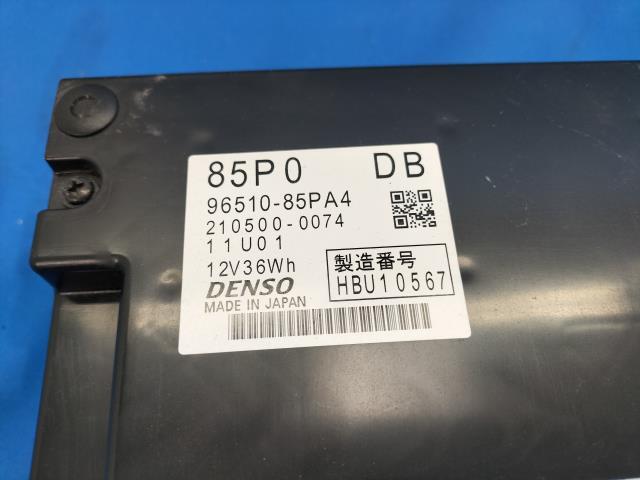 85P0 DB
96510-85PA4
210500-0074
11U01
12V36Wh
DENSO
MADE IN JAPAN
製造番号
HBU10567